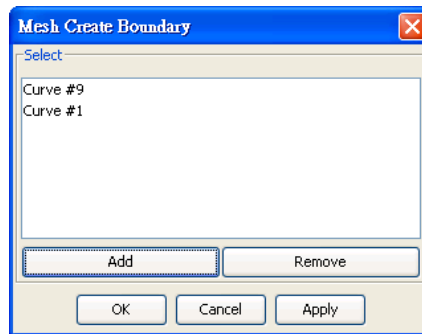 Mesh Create Boundary
Select
Curve #9
Curve #1
Add Remove
OK Cancel Apply